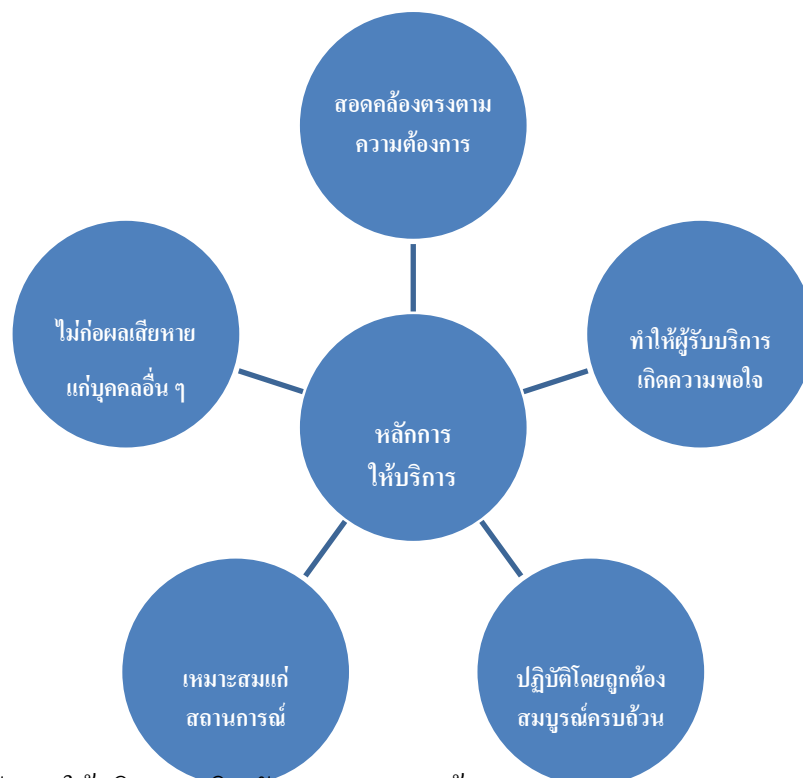 สอดคล้องตรงตาม
ความต้องการ
ไม่ก่อผลเสียหาย
แก่บุคคลอื่น ๆ
ทำให้ผู้รับบริการ
เกิดความพอใจ
หลักการ
ให้บริการ
เหมาะสมแก่
สถานการณ์
ปฏิบัติโดยถูกต้อง
สมบูรณ์ครบถ้วน